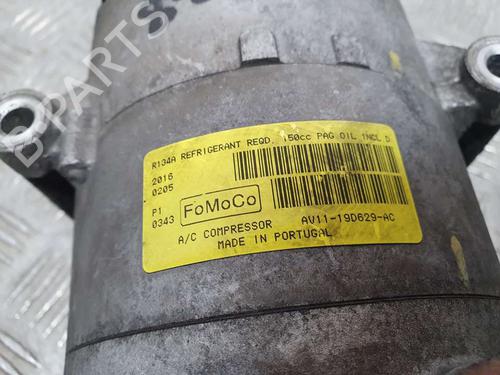 R134A REFRIGERANT REQD. 150cc PAG OIL INCL D
2016
0205
P1
0343
FoMoCo
A/C COMPRESSOR AV11-19D629-AC
MADE IN PORTUGAL